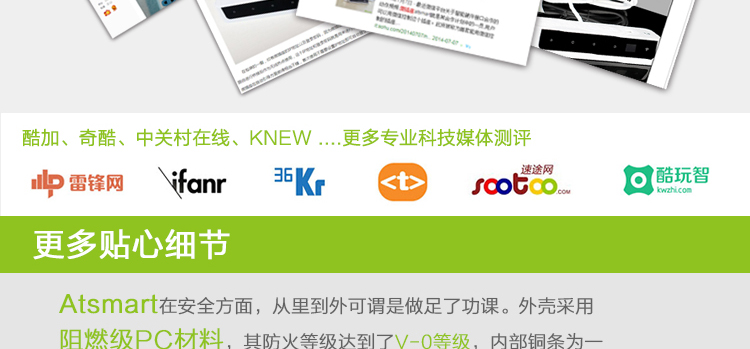 酷加、奇酷、中关村在线、KNEW ....更多专业科技媒体测评
雷锋网
ifanr
36Kr
<t>
速途网
sootoo.COM
酷玩智
kwzhi.com
更多贴心细节
Atsmart在安全方面，从里到外可谓是做足了功课。外壳采用
阻燃级PC材料，其防火等级达到了V-0等级，内部铜条为一